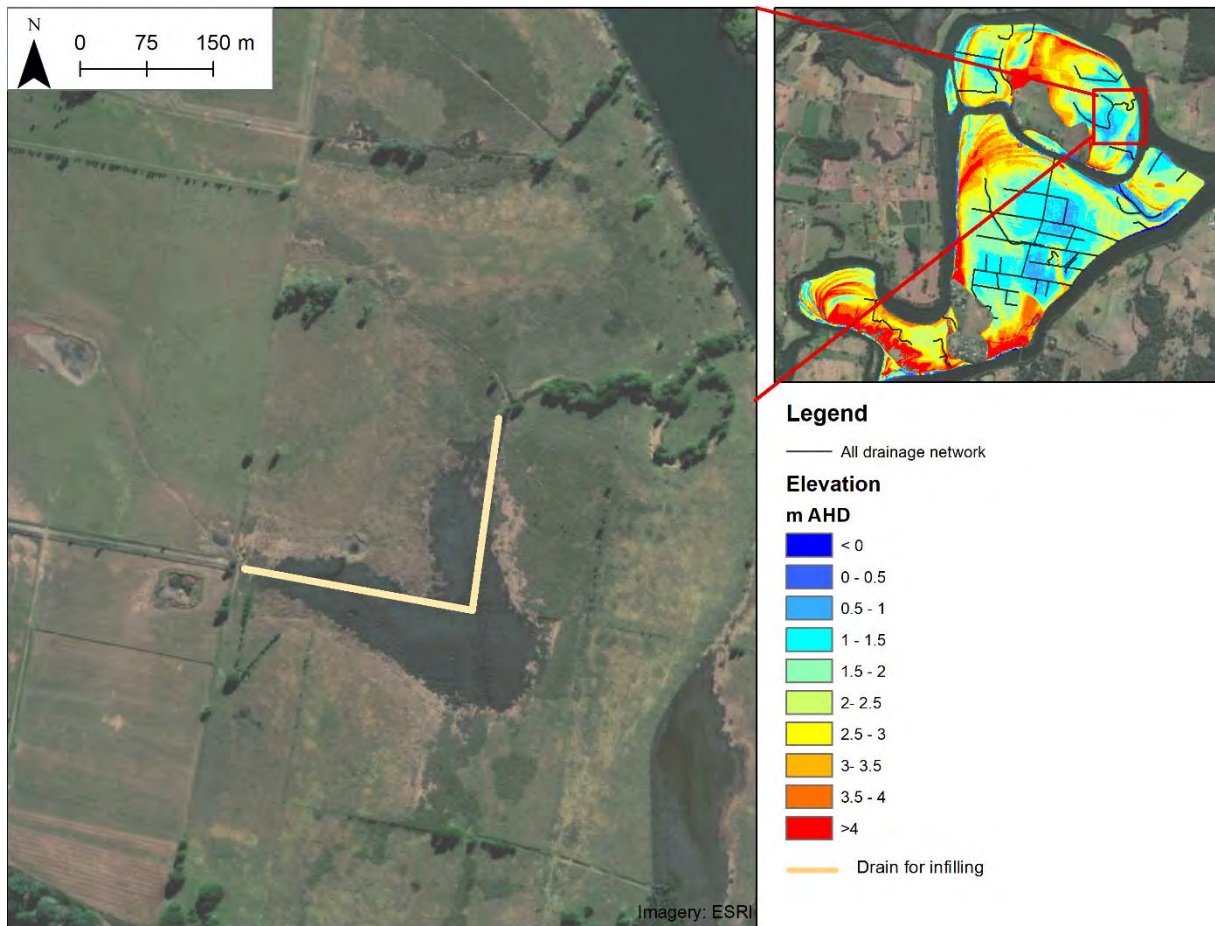 N
0 75 150 m
Imagery: ESRI
Legend
All drainage network
Elevation
m AHD
< 0
0 - 0.5
0.5 - 1
1 - 1.5
1.5 - 2
2- 2.5
2.5 - 3
3- 3.5
3.5 - 4
>4
Drain for infilling